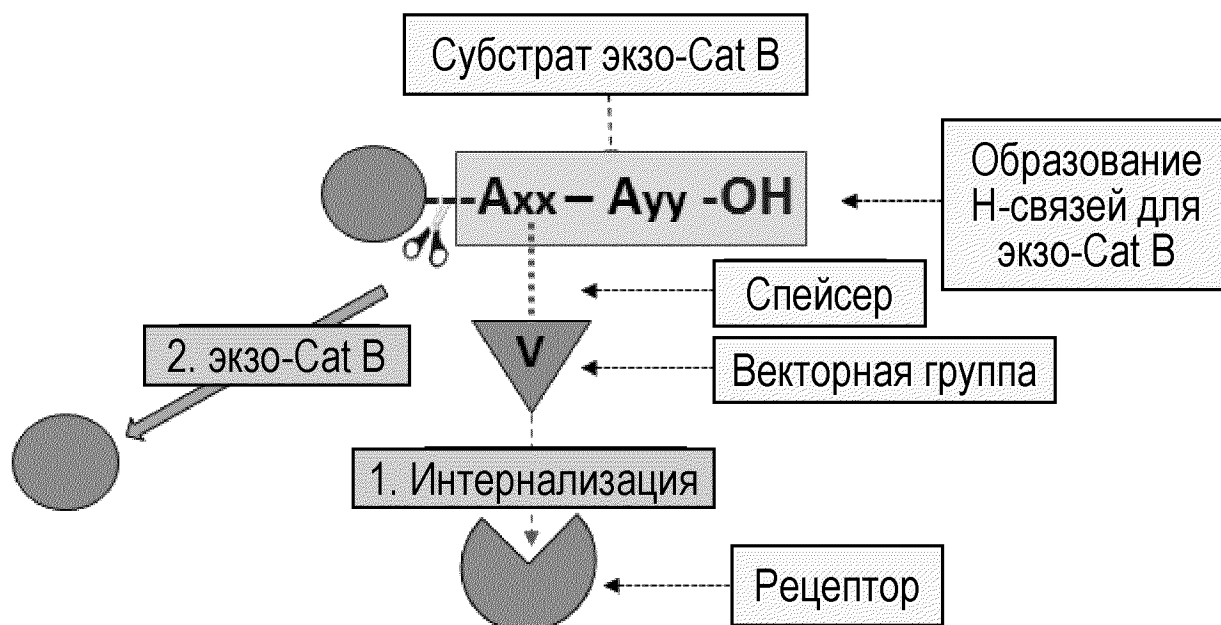 Субстрат экзо-Cat B
Axx – Ayy -OH
Образование
Н-связей для
экзо-Cat B
Спейсер
2. экзо-Cat B
V
Векторная группа
1. Интернализация
Рецептор